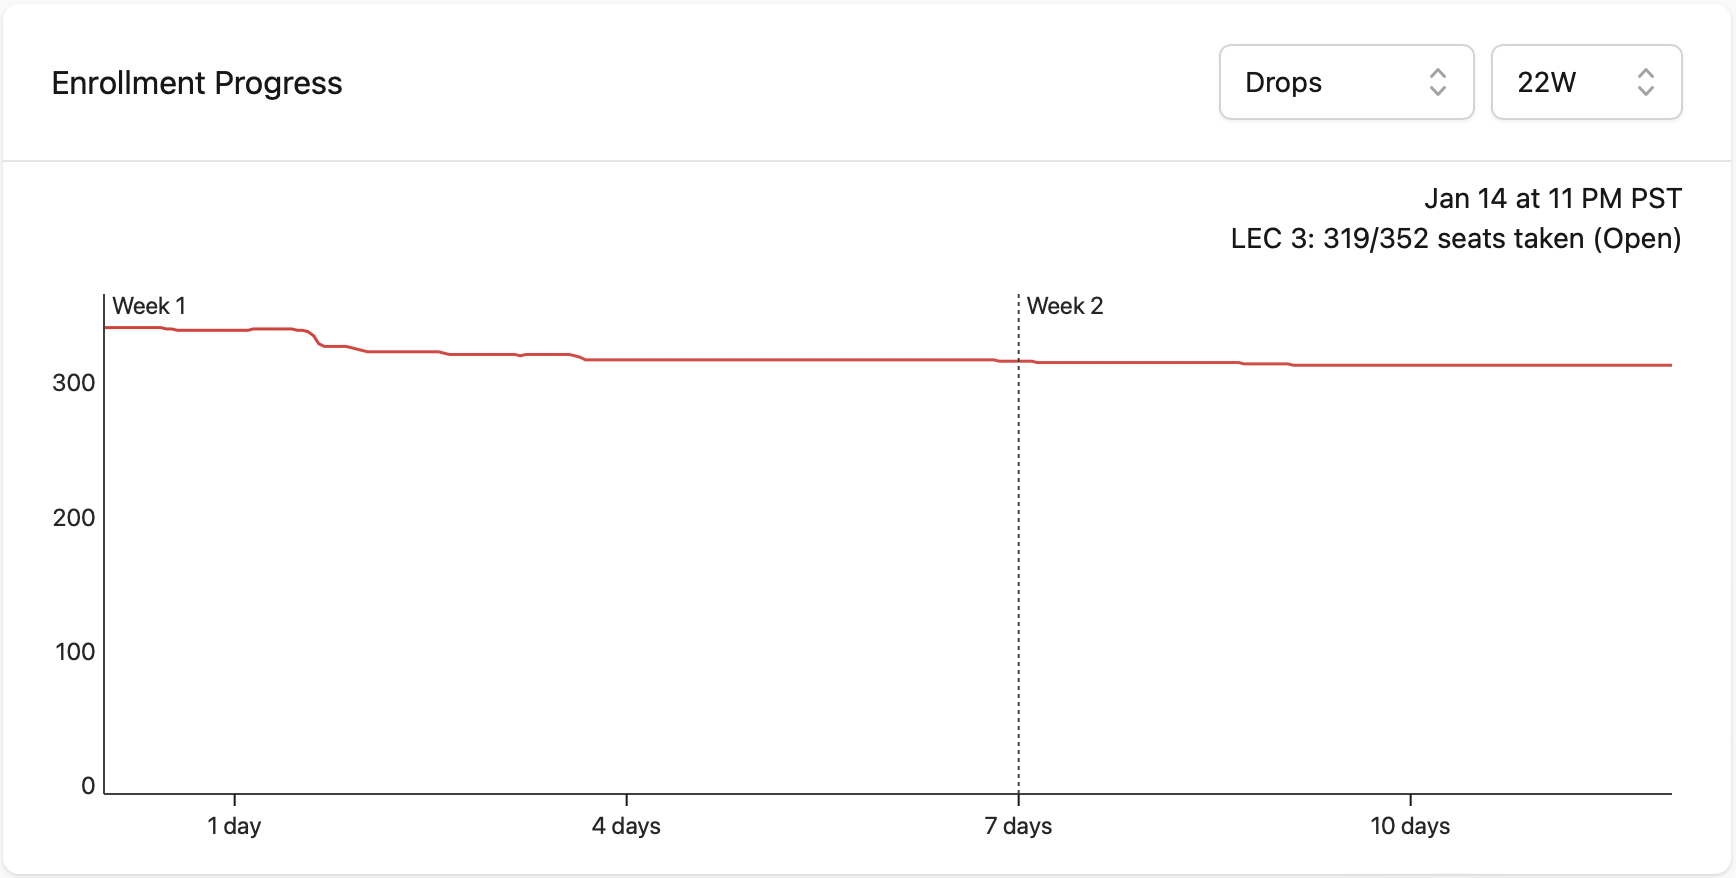 Enrollment Progress
Drops
22W
Jan 14 at 11 PM PST
LEC 3: 319/352 seats taken (Open)
Week 1
Week 2
300
200
100
0
1 day
4 days
7 days
10 days